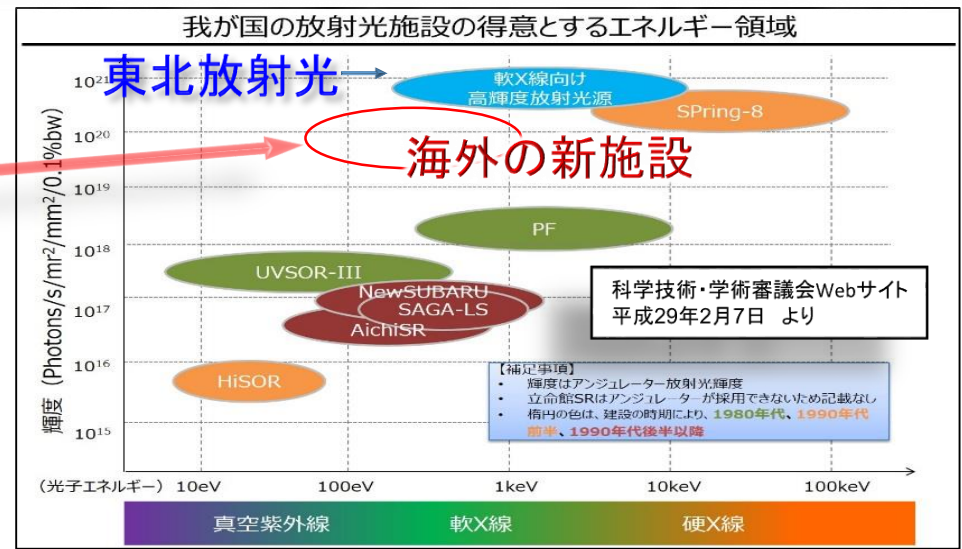 我が国の放射光施設の得意とするエネルギー領域
東北放射光
軟X線向け
高輝度放射光源
SPring-8
海外の新施設
PF
UVSOR-III
NewSUBARU
SAGA-LS
AichiSR
HiSOR
科学技術・学術審議会Webサイト
平成29年2月7日 より
【補足事項】
• 輝度はアンジュレーター放射光輝度
• 立命館SRはアンジュレーターが採用できないため記載なし
• 楕円の色は、建設の時期により、1980年代、1990年代
前半、1990年代後半以降
輝度 (Photons/s/mr²/mm²/0.1%bw)
10²¹
10²⁰
10¹⁹
10¹⁸
10¹⁷
10¹⁶
10¹⁵
(光子エネルギー) 10eV 100eV 1keV 10keV 100keV
真空紫外線 軟X線 硬X線